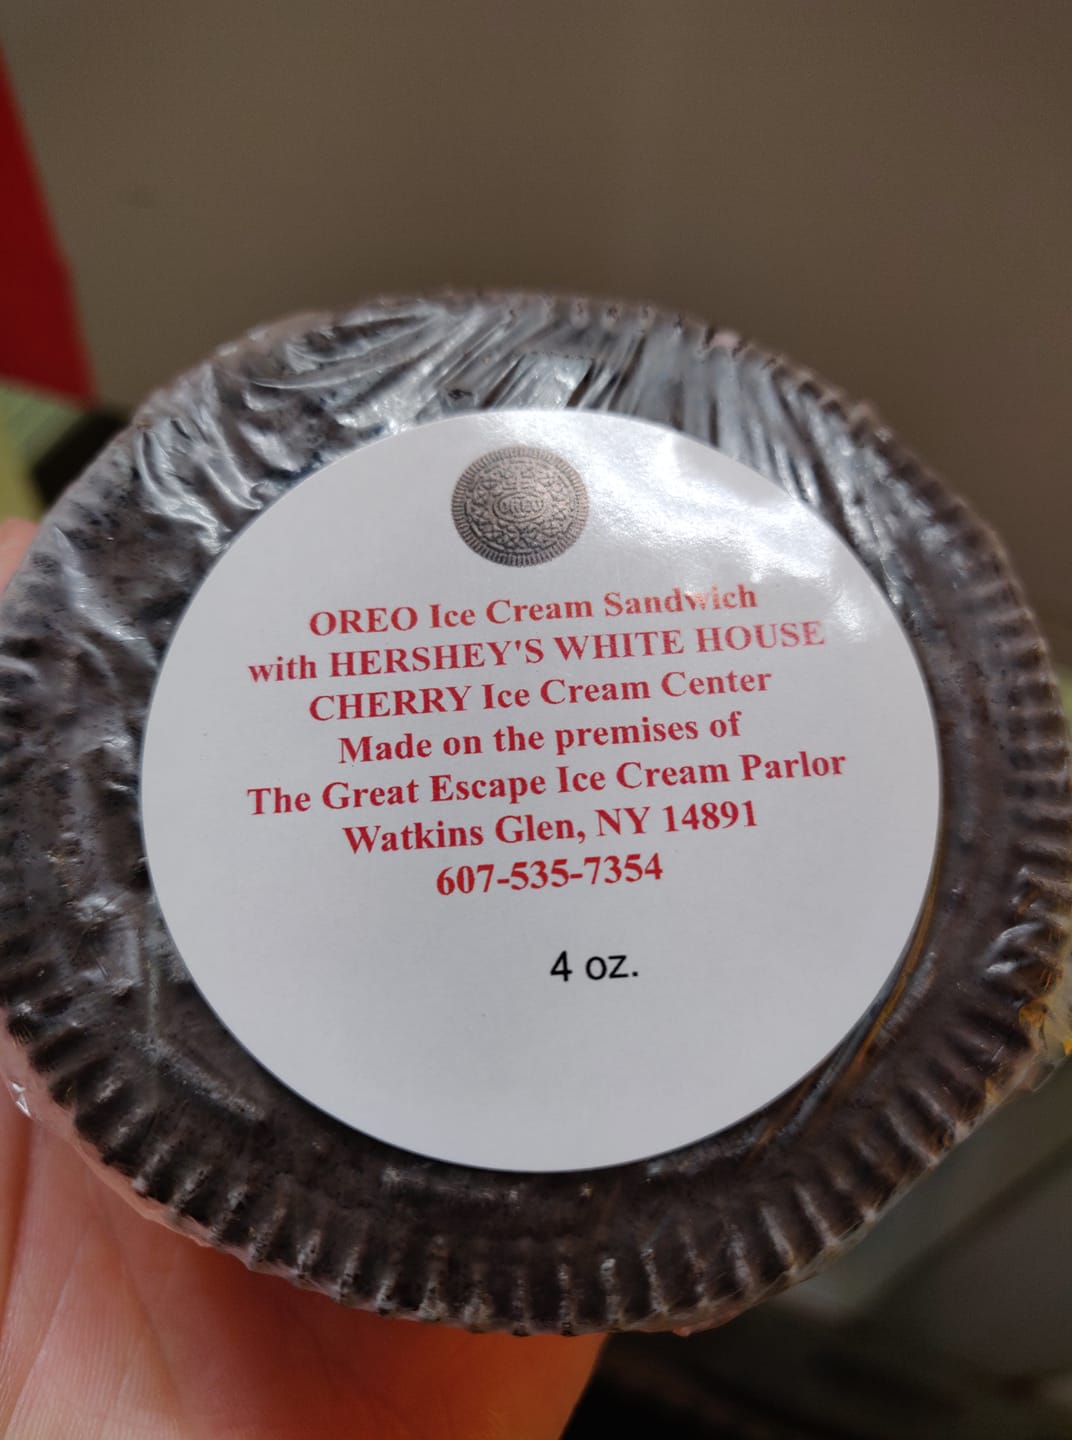 OREO
OREO Ice Cream Sandwich
with HERSHEY'S WHITE HOUSE
CHERRY Ice Cream Center
Made on the premises of
The Great Escape Ice Cream Parlor
Watkins Glen, NY 14891
607-535-7354
4 oz.